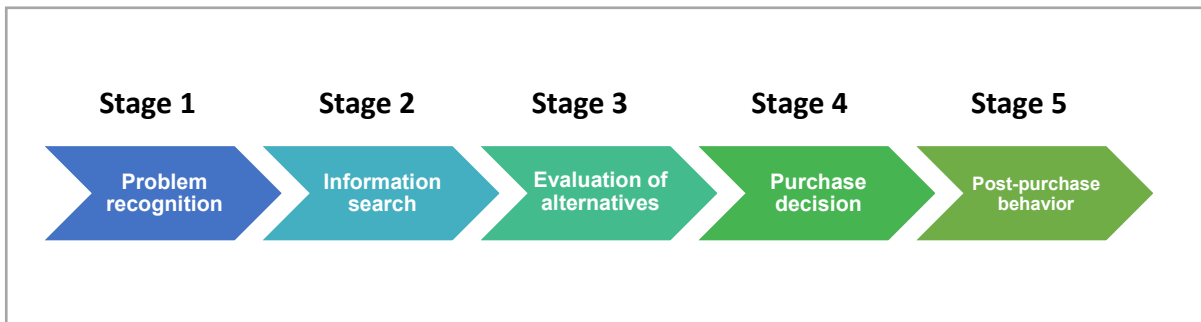 Stage 1
Stage 2
Stage 3
Stage 4
Stage 5
Problem
recognition
Information
search
Evaluation of
alternatives
Purchase
decision
Post-purchase
behavior